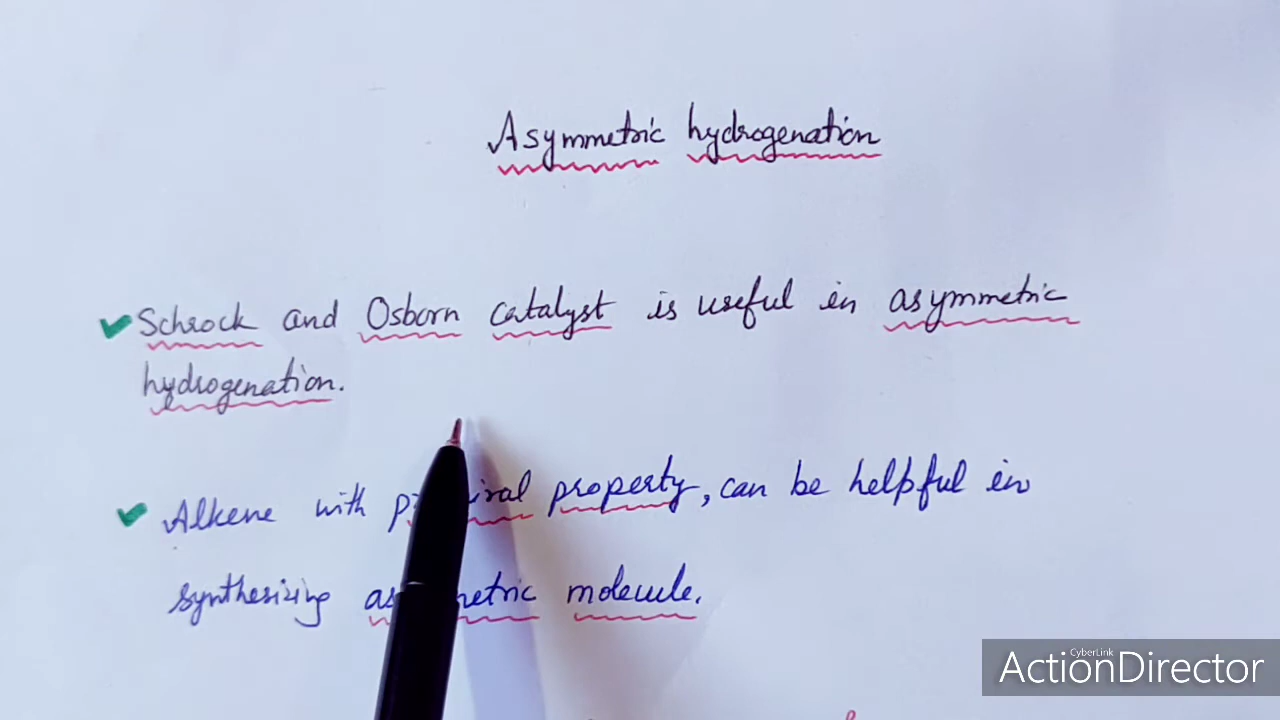 Asymmetric hydrogenation
Schrock and Osborn catalyst is useful in asymmetric
hydrogenation.
Alkene with property, can be helpful in
synthesizing molecule.
CyberLink
ActionDirector